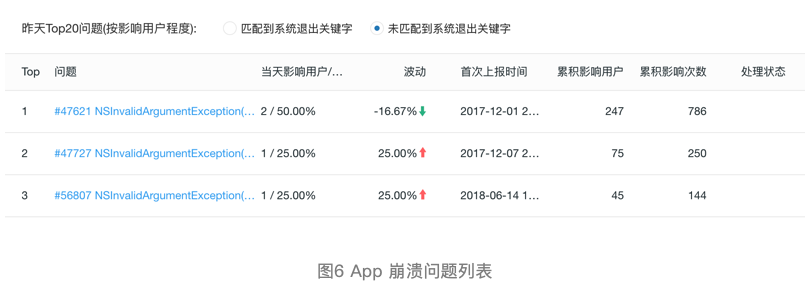 昨天Top20问题(按影响用户程度): 匹配到系统退出关键字 未匹配到系统退出关键字
Top 问题 当天影响用户/... 波动 首次上报时间 累积影响用户 累积影响次数 处理状态
1 #47621 NSInvalidArgumentException(... 2 / 50.00% -16.67% 2017-12-01 2... 247 786
2 #47727 NSInvalidArgumentException(... 1 / 25.00% 25.00% 2017-12-07 2... 75 250
3 #56807 NSInvalidArgumentException(... 1 / 25.00% 25.00% 2018-06-14 1... 45 144
图6 App 崩溃问题列表